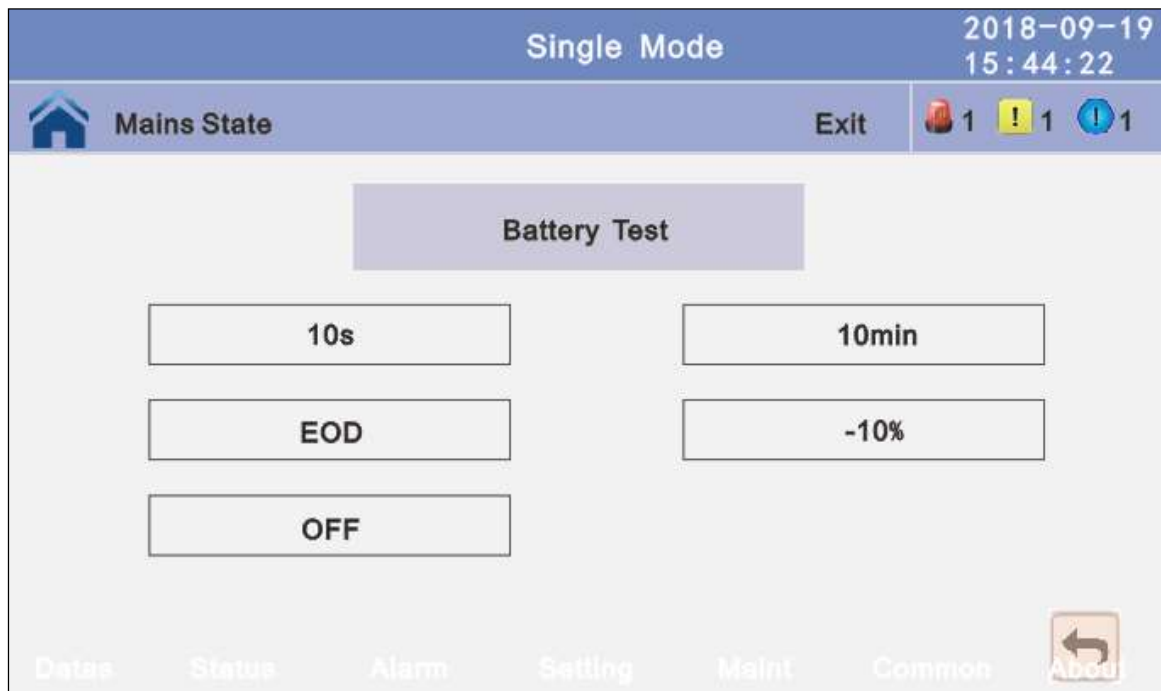 Single Mode
2018-09-19
15:44:22
Mains State
Exit
1
! 1
! 1
Battery Test
10s
10min
EOD
-10%
OFF
Datas
Status
Alarm
Setting
Maint
Common
About